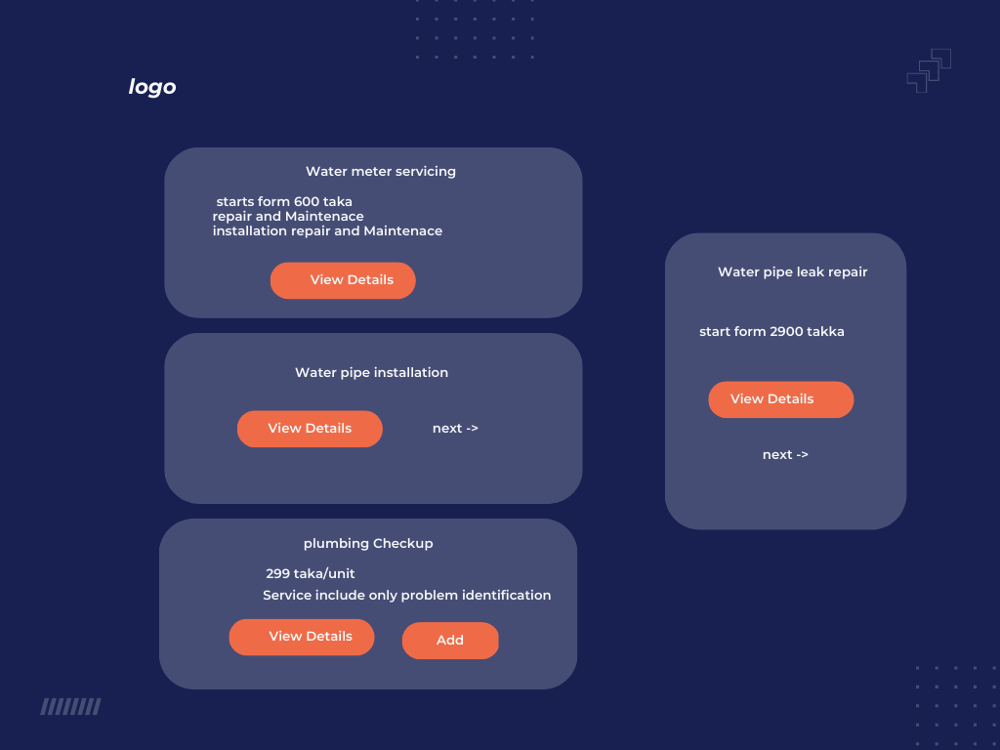 logo
Water meter servicing
starts form 600 taka
repair and Maintenace
installation repair and Maintenace
View Details
Water pipe installation
View Details
next ->
plumbing Checkup
299 taka/unit
Service include only problem identification
View Details
Add
Water pipe leak repair
start form 2900 takka
View Details
next ->